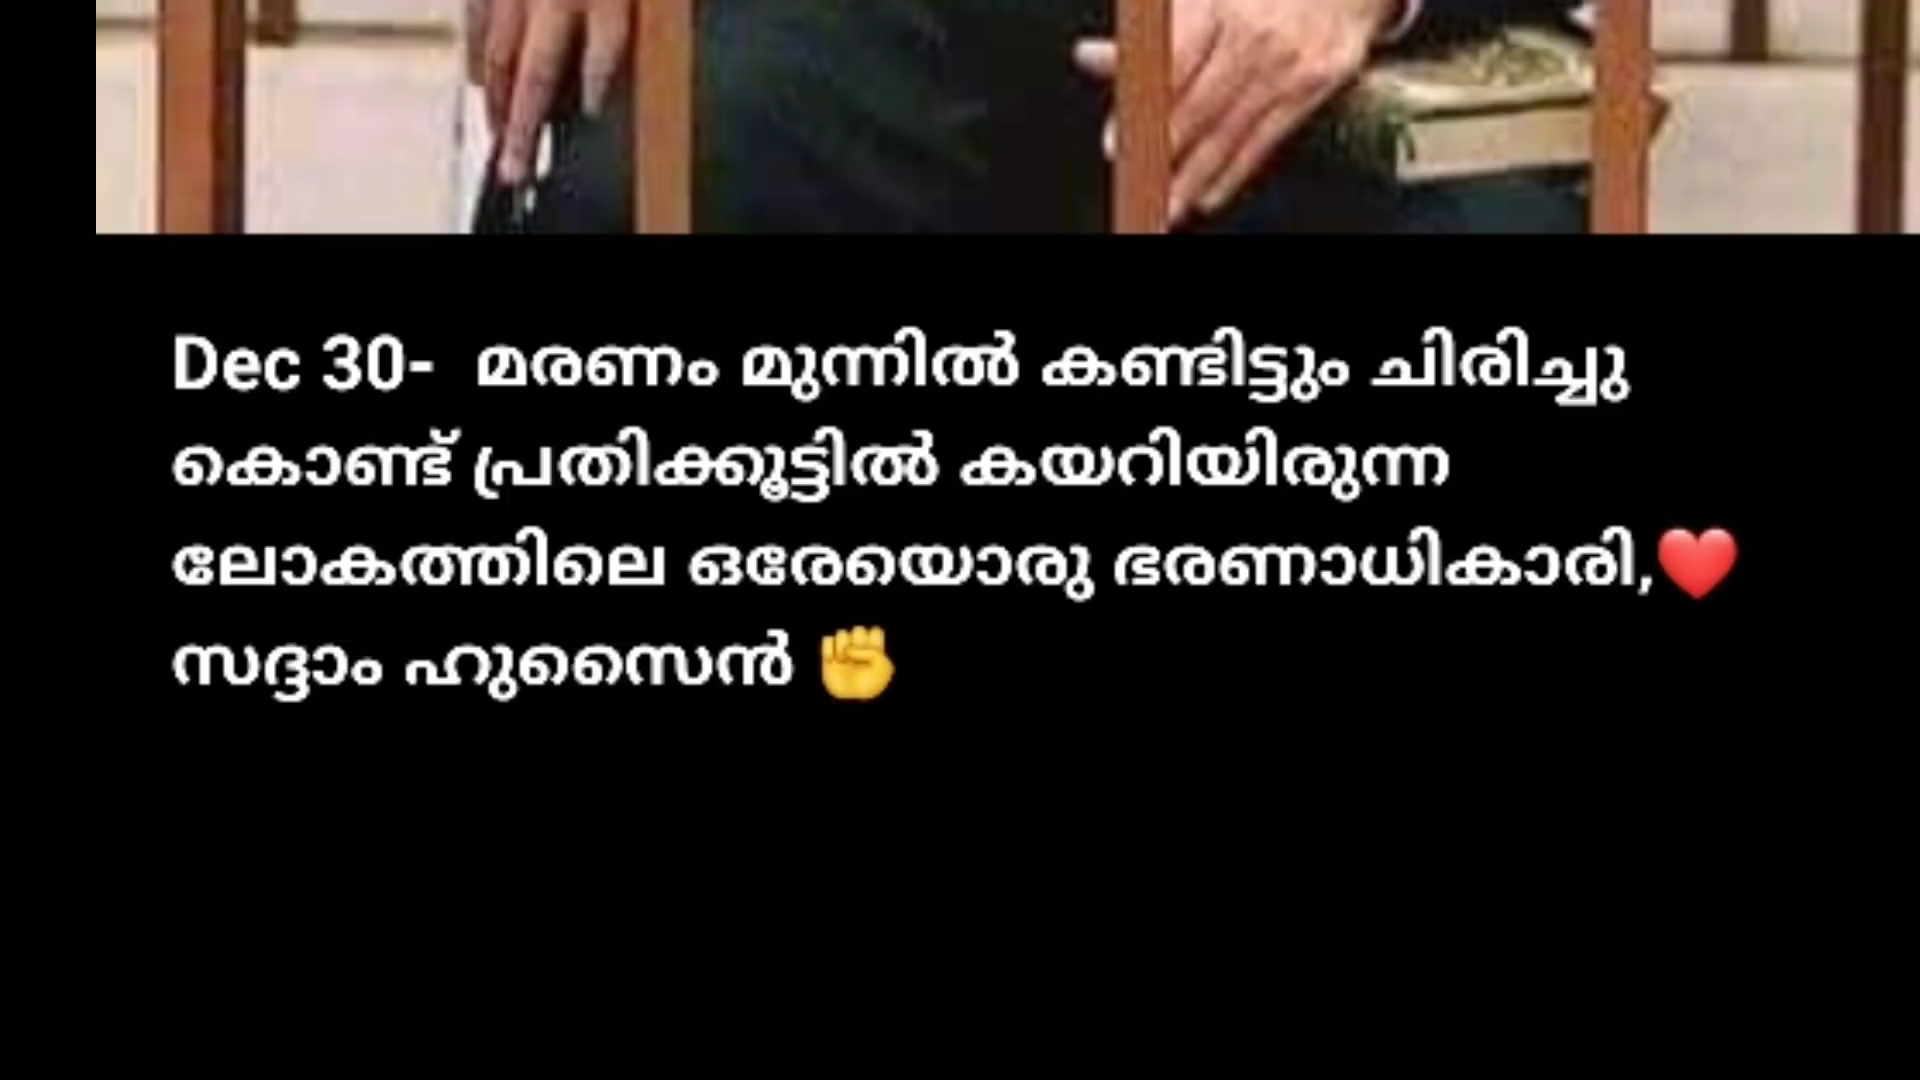 Dec 30- മരണം മുന്നിൽ കണ്ടിട്ടും ചിരിച്ചു
കൊണ്ട് പ്രതിക്കൂട്ടിൽ കയറിയിരുന്ന
ലോകത്തിലെ ഒരേയൊരു ഭരണാധികാരി,❤️
സദ്ദാം ഹുസൈൻ ✊